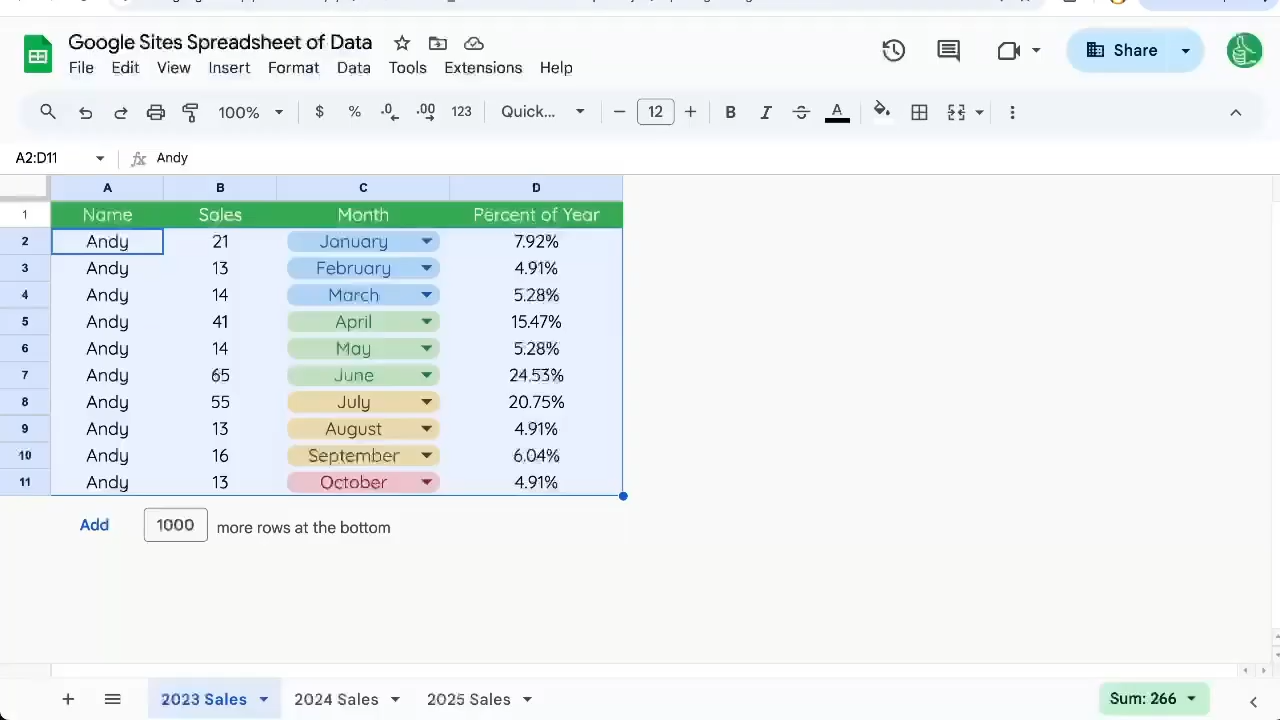 Google Sites Spreadsheet of Data
File Edit View Insert Format Data Tools Extensions Help
Share
100% $ % .0 .00 123 Quick... 12 B I A
A2:D11 fx Andy
A B C D
1 Name Sales Month Percent of Year
2 Andy 21 January 7.92%
3 Andy 13 February 4.91%
4 Andy 14 March 5.28%
5 Andy 41 April 15.47%
6 Andy 14 May 5.28%
7 Andy 65 June 24.53%
8 Andy 55 July 20.75%
9 Andy 13 August 4.91%
10 Andy 16 September 6.04%
11 Andy 13 October 4.91%
Add 1000 more rows at the bottom
2023 Sales 2024 Sales 2025 Sales Sum: 266